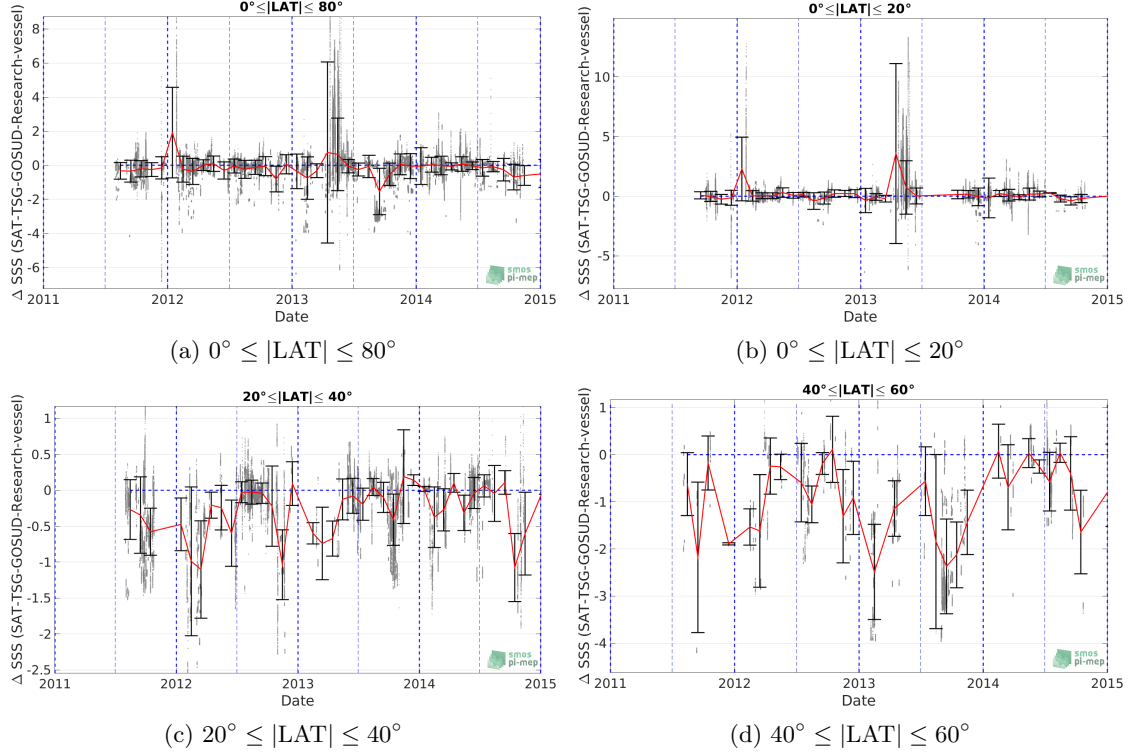 0°≤|LAT|≤ 80°
Δ SSS (SAT-TSG-GOSUD-Research-vessel)
8
6
4
2
0
-2
-4
-6
2011
2012
2013
2014
2015
Date
smos
pi-mep
(a) 0° ≤ |LAT| ≤ 80°
0°≤|LAT|≤ 20°
Δ SSS (SAT-TSG-GOSUD-Research-vessel)
10
5
0
-5
2011
2012
2013
2014
2015
Date
smos
pi-mep
(b) 0° ≤ |LAT| ≤ 20°
20°≤|LAT|≤ 40°
Δ SSS (SAT-TSG-GOSUD-Research-vessel)
1
0.5
0
-0.5
-1
-1.5
-2
-2.5
2011
2012
2013
2014
2015
Date
smos
pi-mep
(c) 20° ≤ |LAT| ≤ 40°
40°≤|LAT|≤ 60°
Δ SSS (SAT-TSG-GOSUD-Research-vessel)
1
0
-1
-2
-3
-4
2011
2012
2013
2014
2015
Date
smos
pi-mep
(d) 40° ≤ |LAT| ≤ 60°